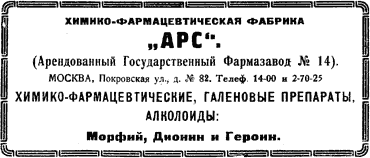 ХИМИКО-ФАРМАЦЕВТИЧЕСКАЯ ФАБРИКА
„АРС“.
(Арендованный Государственный Фармазавод № 14).
МОСКВА, Покровская ул., д. № 82. Телеф. 14-00 и 2-70-25
ХИМИКО-ФАРМАЦЕВТИЧЕСКИЕ, ГАЛЕНОВЫЕ ПРЕПАРАТЫ,
АЛКОЛОИДЫ:
Морфий, Дионин и Героин.